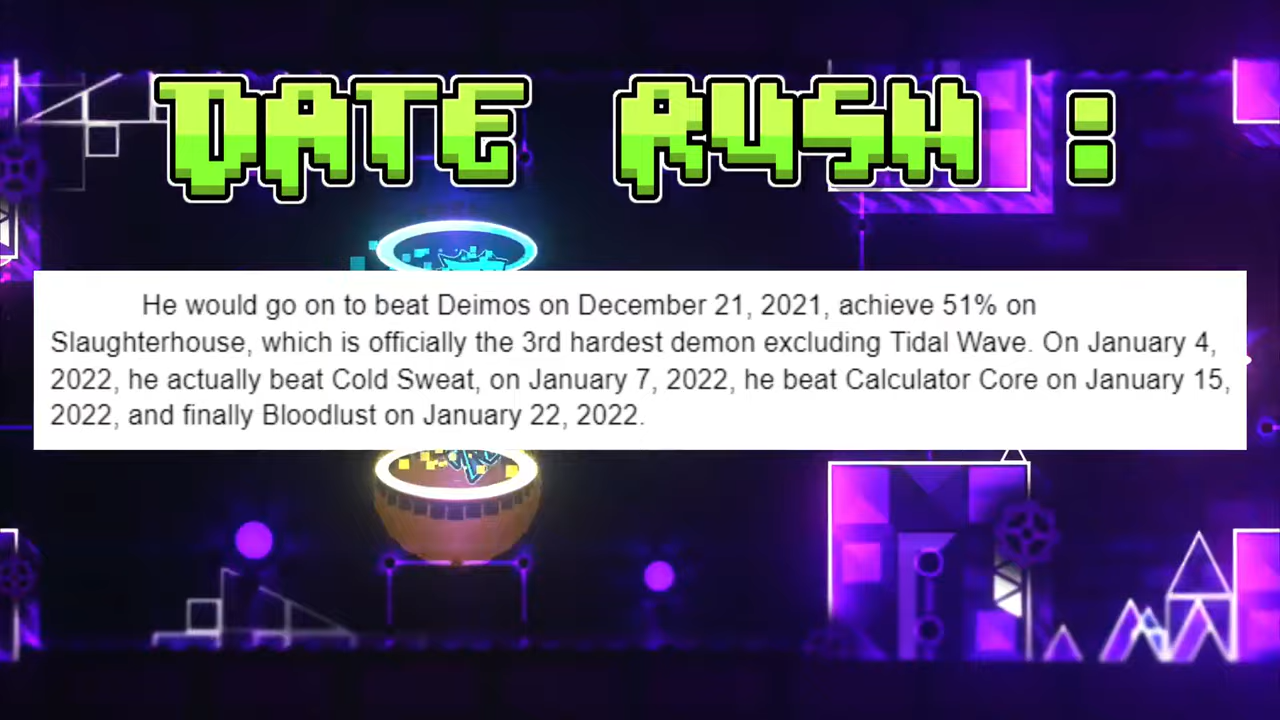 DATE RUSH :
He would go on to beat Deimos on December 21, 2021, achieve 51% on
Slaughterhouse, which is officially the 3rd hardest demon excluding Tidal Wave. On January 4,
2022, he actually beat Cold Sweat, on January 7, 2022, he beat Calculator Core on January 15,
2022, and finally Bloodlust on January 22, 2022.